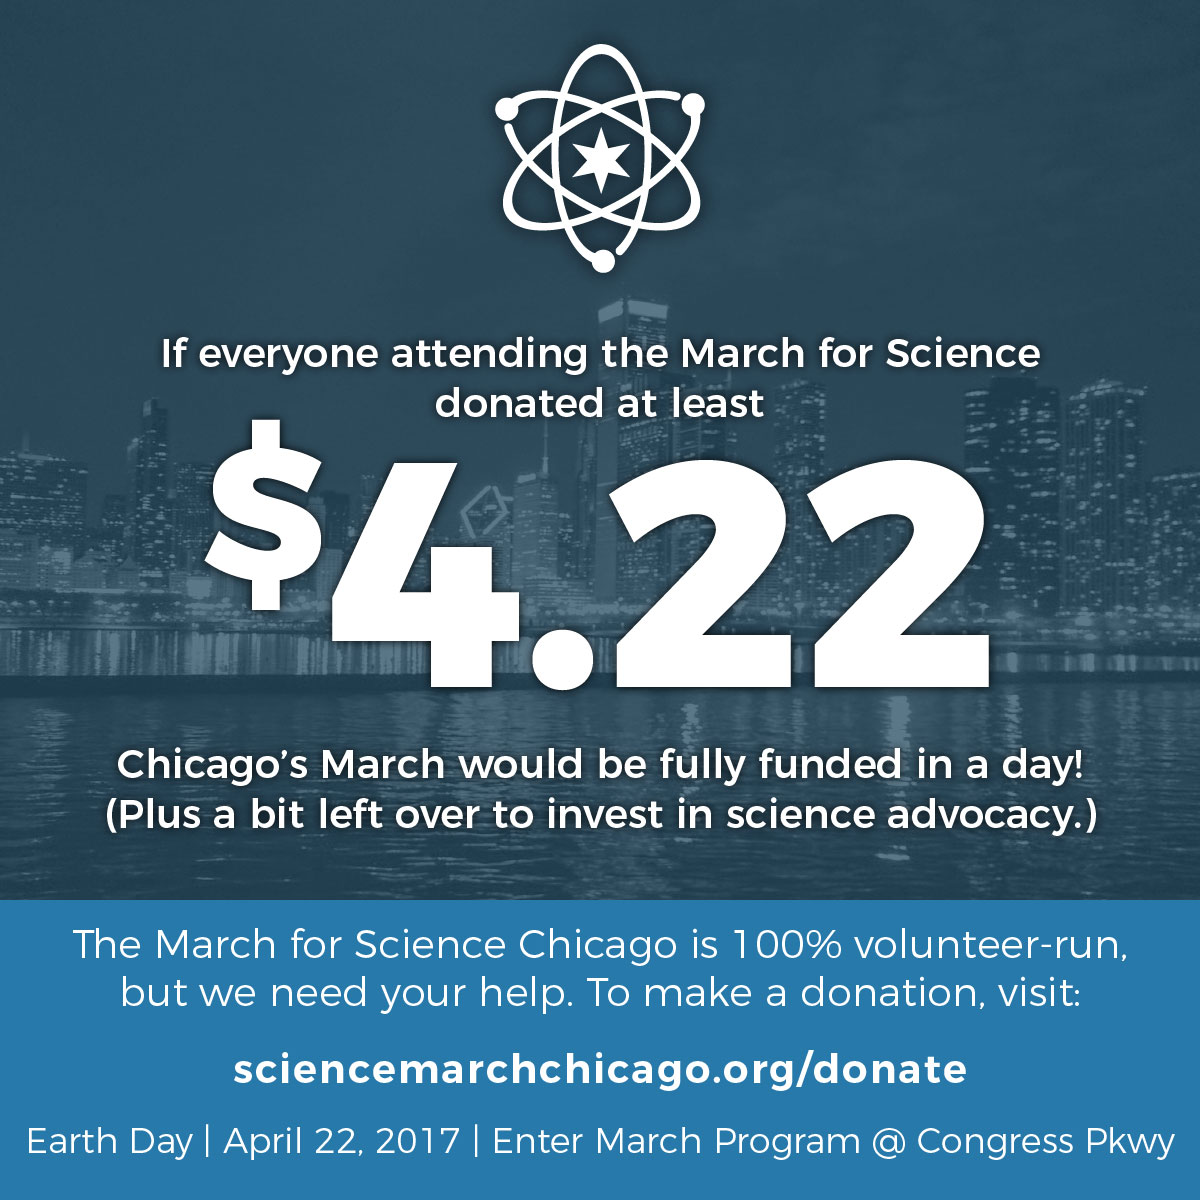 If everyone attending the March for Science
donated at least
$4.22
Chicago’s March would be fully funded in a day!
(Plus a bit left over to invest in science advocacy.)
The March for Science Chicago is 100% volunteer-run,
but we need your help. To make a donation, visit:
sciencemarchchicago.org/donate
Earth Day | April 22, 2017 | Enter March Program @ Congress Pkwy